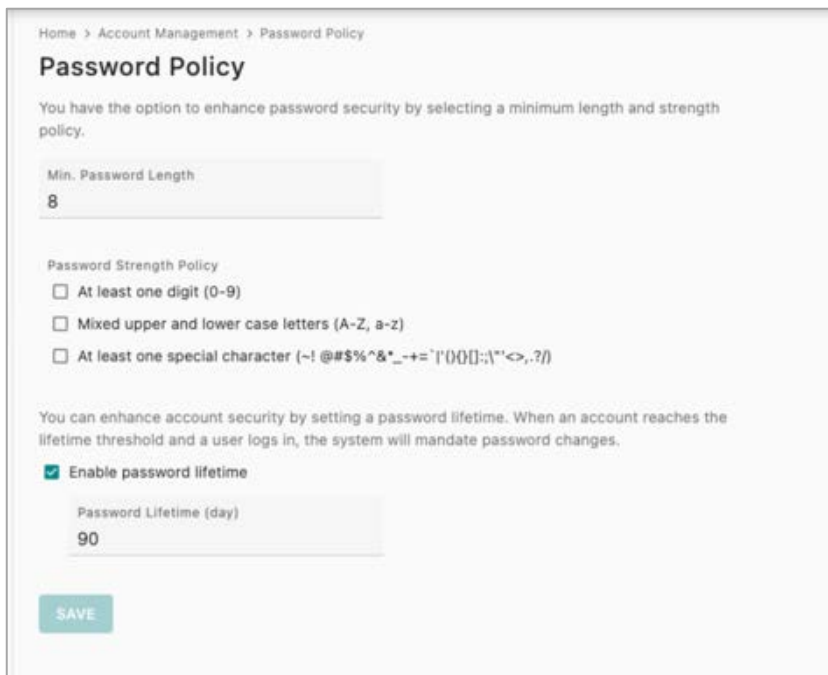 Home > Account Management > Password Policy
Password Policy
You have the option to enhance password security by selecting a minimum length and strength
policy.
Min. Password Length
8
Password Strength Policy
At least one digit (0-9)
Mixed upper and lower case letters (A-Z, a-z)
At least one special character (~! @#$%^&*_-+=`|'(){}[]:;\"'<>,.?/)
You can enhance account security by setting a password lifetime. When an account reaches the
lifetime threshold and a user logs in, the system will mandate password changes.
Enable password lifetime
Password Lifetime (day)
90
SAVE